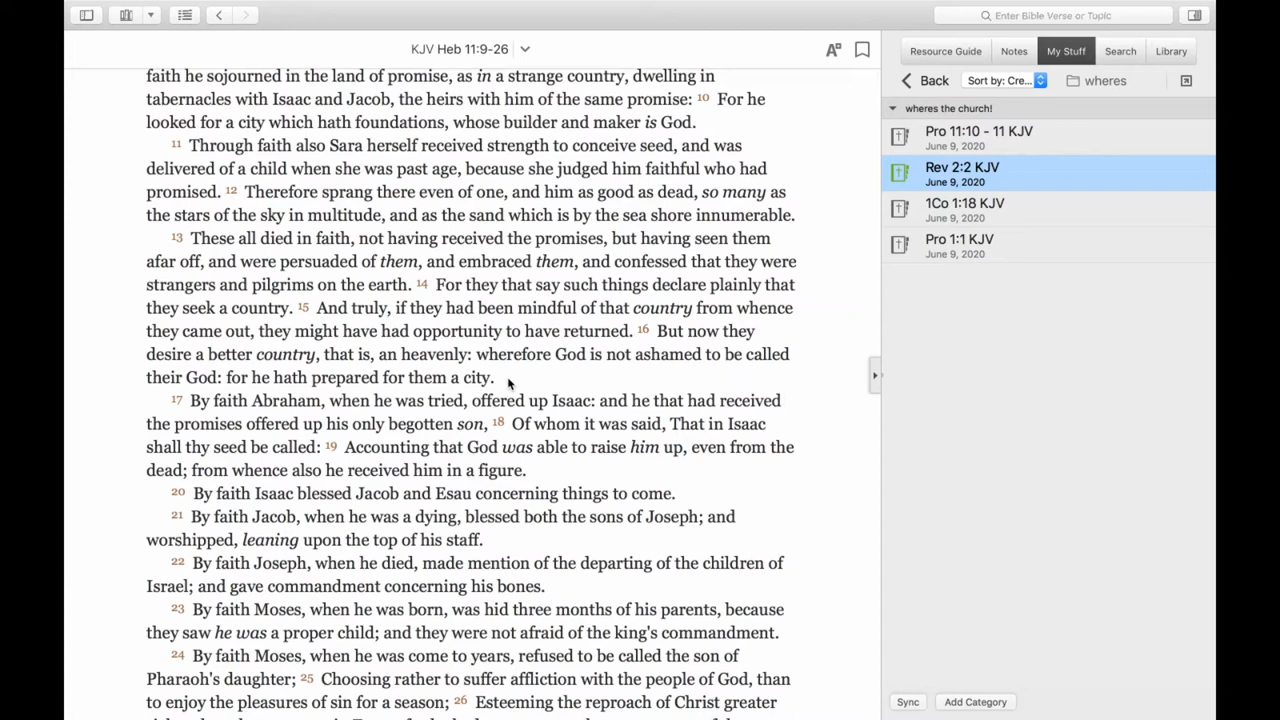 Enter Bible Verse or Topic
KJV Heb 11:9-26
faith he sojourned in the land of promise, as in a strange country, dwelling in
tabernacles with Isaac and Jacob, the heirs with him of the same promise: 10 For he
looked for a city which hath foundations, whose builder and maker is God.
11 Through faith also Sara herself received strength to conceive seed, and was
delivered of a child when she was past age, because she judged him faithful who had
promised. 12 Therefore sprang there even of one, and him as good as dead, so many as
the stars of the sky in multitude, and as the sand which is by the sea shore innumerable.
13 These all died in faith, not having received the promises, but having seen them
afar off, and were persuaded of them, and embraced them, and confessed that they were
strangers and pilgrims on the earth. 14 For they that say such things declare plainly that
they seek a country. 15 And truly, if they had been mindful of that country from whence
they came out, they might have had opportunity to have returned. 16 But now they
desire a better country, that is, an heavenly: wherefore God is not ashamed to be called
their God: for he hath prepared for them a city.
17 By faith Abraham, when he was tried, offered up Isaac: and he that had received
the promises offered up his only begotten son, 18 Of whom it was said, That in Isaac
shall thy seed be called: 19 Accounting that God was able to raise him up, even from the
dead; from whence also he received him in a figure.
20 By faith Isaac blessed Jacob and Esau concerning things to come.
21 By faith Jacob, when he was a dying, blessed both the sons of Joseph; and
worshipped, leaning upon the top of his staff.
22 By faith Joseph, when he died, made mention of the departing of the children of
Israel; and gave commandment concerning his bones.
23 By faith Moses, when he was born, was hid three months of his parents, because
they saw he was a proper child; and they were not afraid of the king's commandment.
24 By faith Moses, when he was come to years, refused to be called the son of
Pharaoh's daughter; 25 Choosing rather to suffer affliction with the people of God, than
to enjoy the pleasures of sin for a season; 26 Esteeming the reproach of Christ greater
Resource Guide Notes My Stuff Search Library
Back Sort by: Cre... wheres
wheres the church!
Pro 11:10 - 11 KJV
June 9, 2020
Rev 2:2 KJV
June 9, 2020
1Co 1:18 KJV
June 9, 2020
Pro 1:1 KJV
June 9, 2020
Sync Add Category